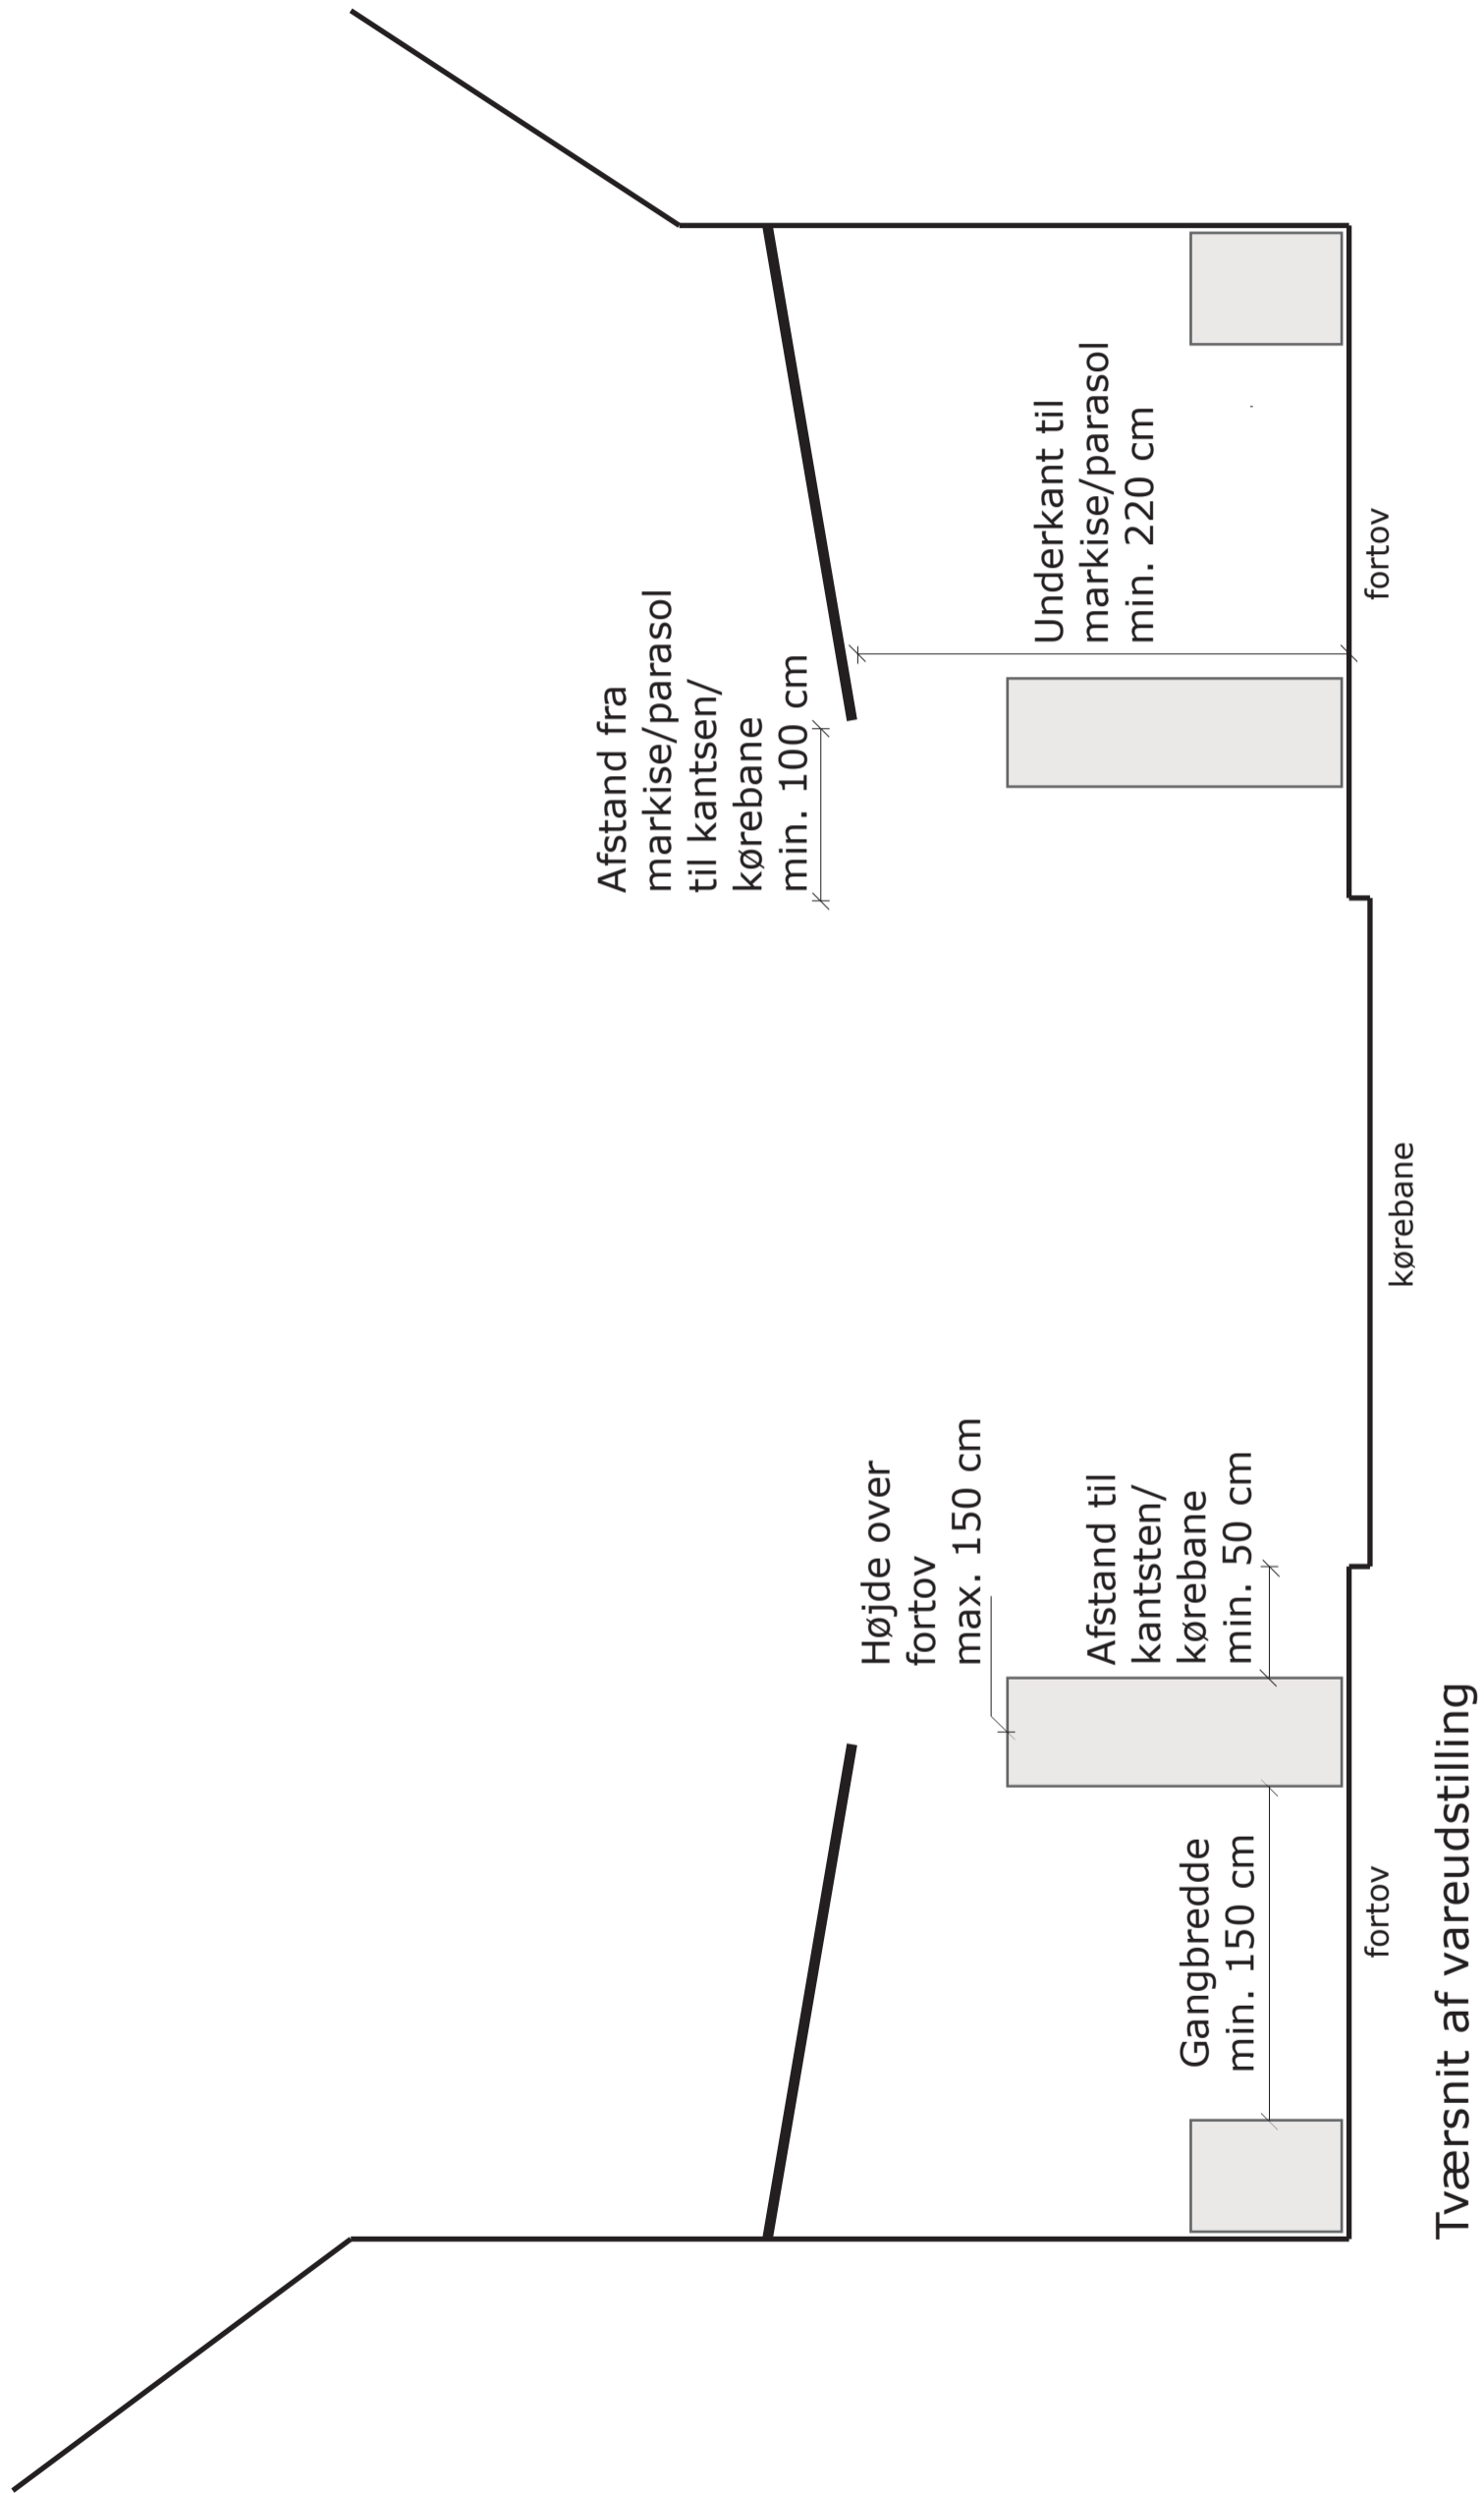 Afstand fra
markise/parasol
til kantsten/
kørebane
min. 100 cm
Højde over
fortov
max. 150 cm
Underkant til
markise/parasol
min. 220 cm
Afstand til
kantsten/
kørebane
min. 50 cm
Gangbredde
min. 150 cm
fortov
kørebane
fortov
Tværsnit af vareudstilling